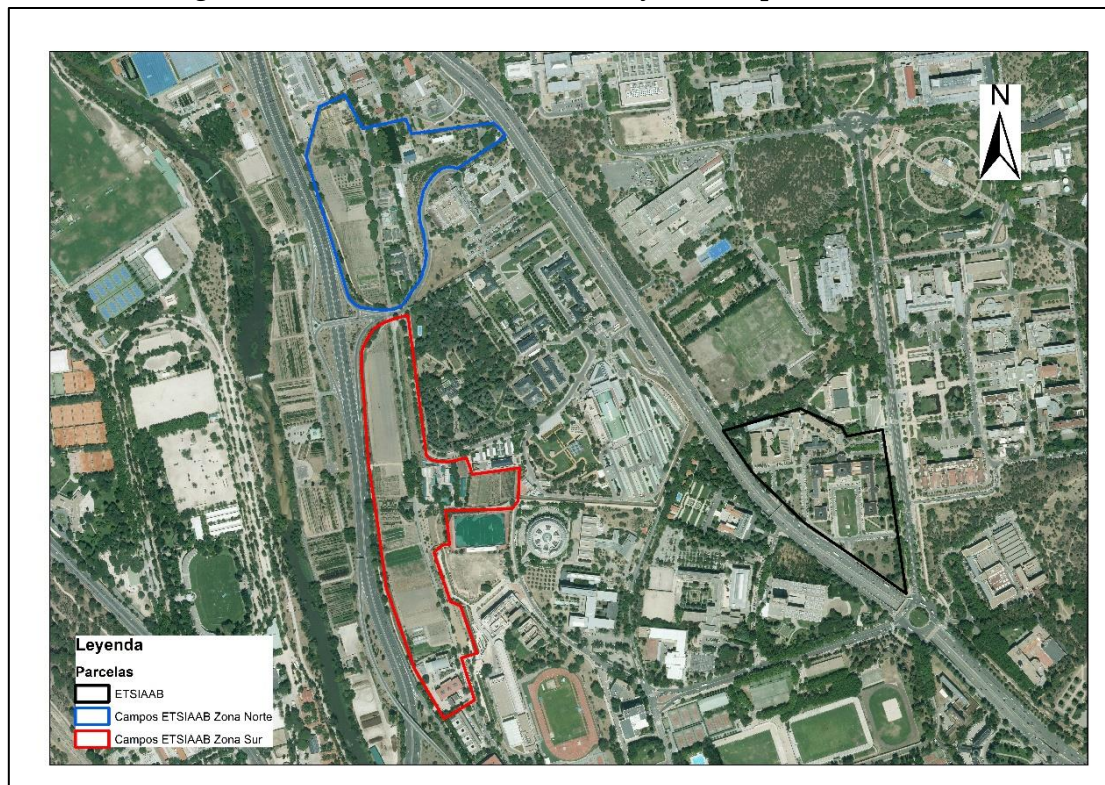 N
Leyenda
Parcelas
ETSIAAB
Campos ETSIAAB Zona Norte
Campos ETSIAAB Zona Sur